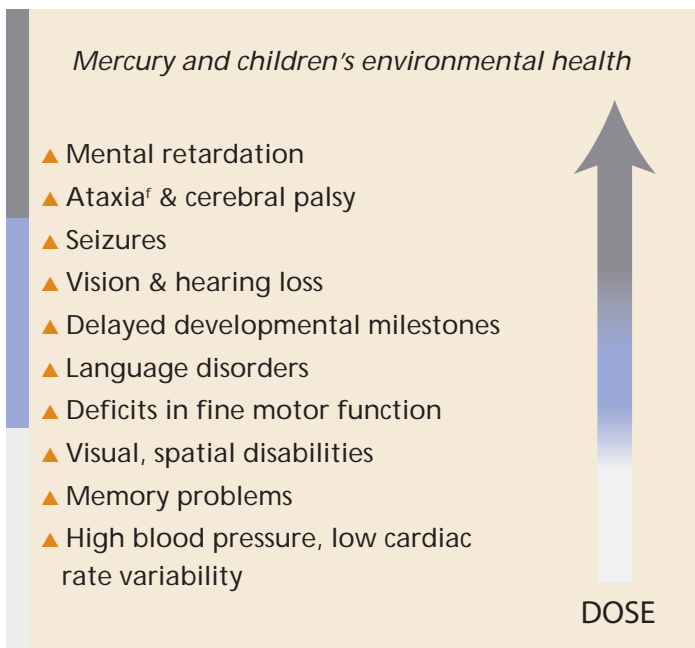 Mercury and children's environmental health
▲ Mental retardation
▲ Ataxiaᶠ & cerebral palsy
▲ Seizures
▲ Vision & hearing loss
▲ Delayed developmental milestones
▲ Language disorders
▲ Deficits in fine motor function
▲ Visual, spatial disabilities
▲ Memory problems
▲ High blood pressure, low cardiac
rate variability
DOSE